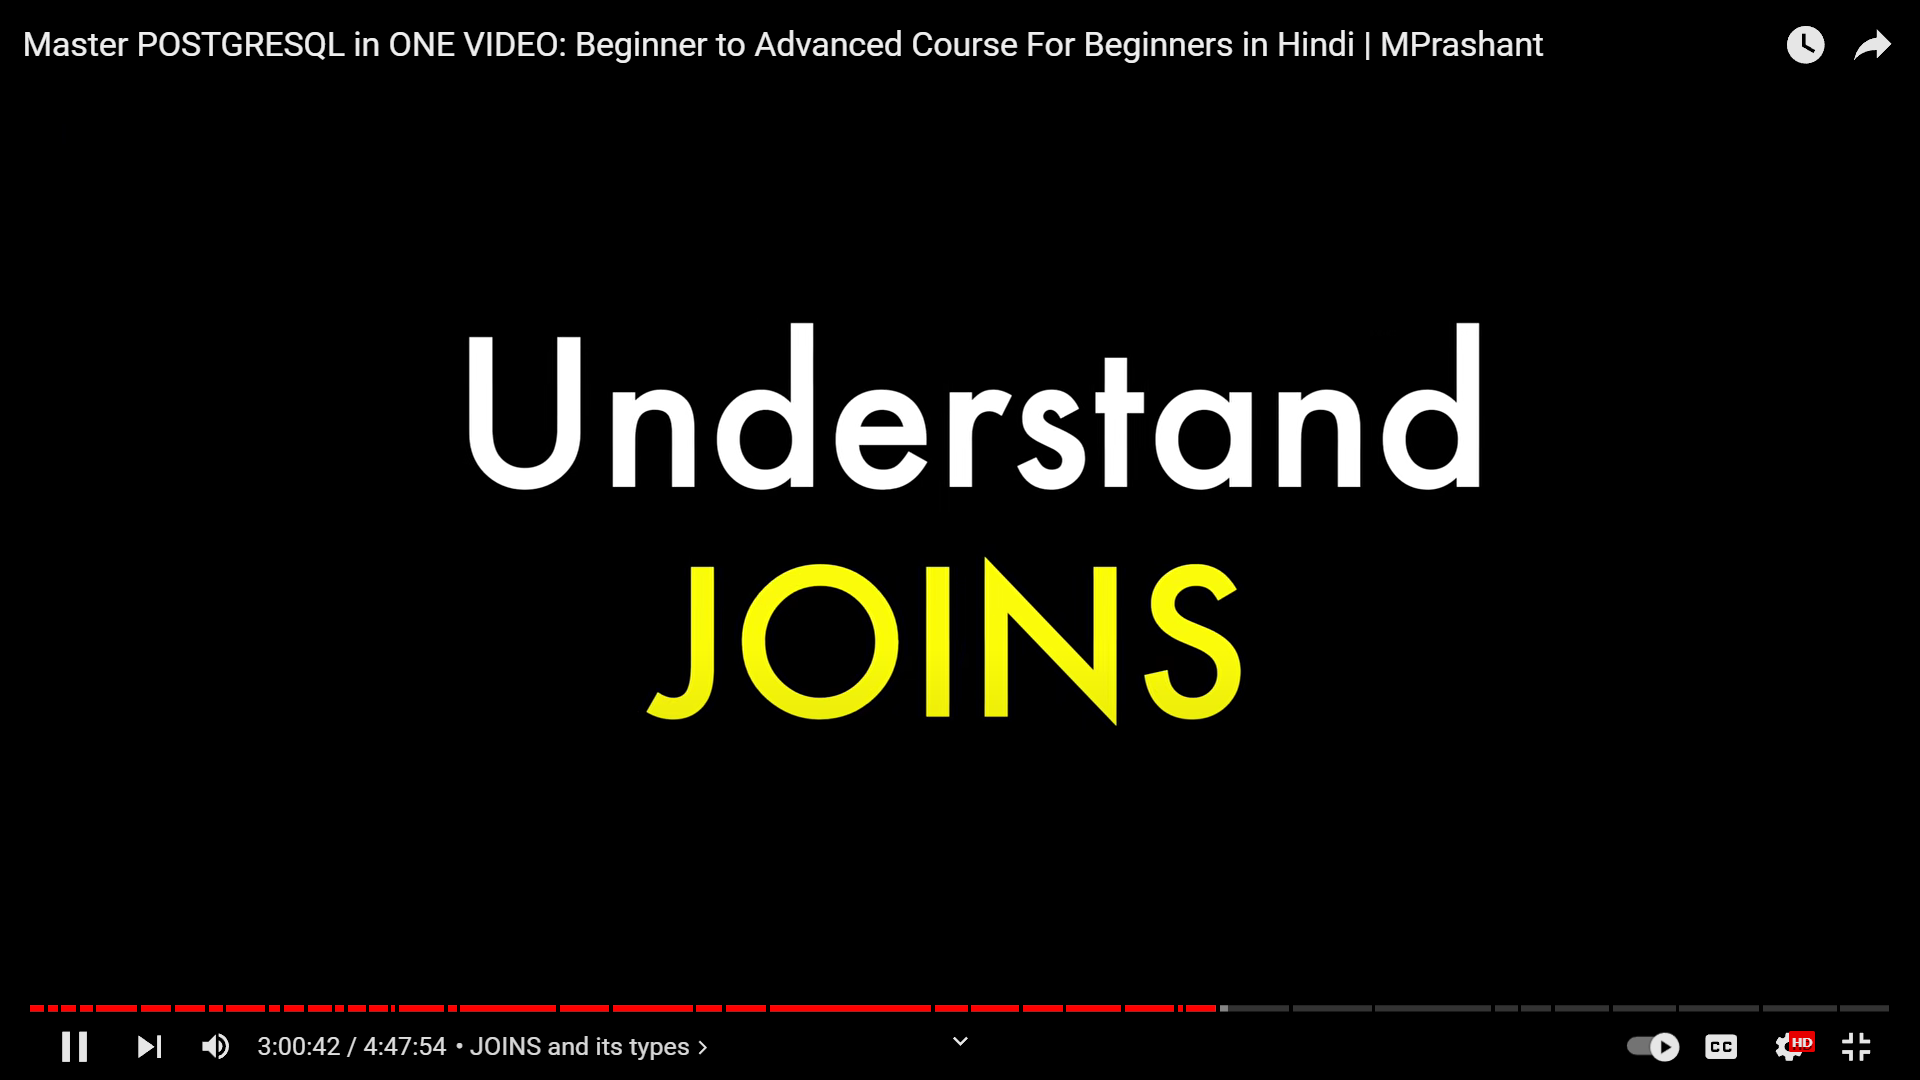 Master POSTGRESQL in ONE VIDEO: Beginner to Advanced Course For Beginners in Hindi | MPrashant
Understand
JOINS
3:00:42 / 4:47:54 • JOINS and its types >
CC
HD